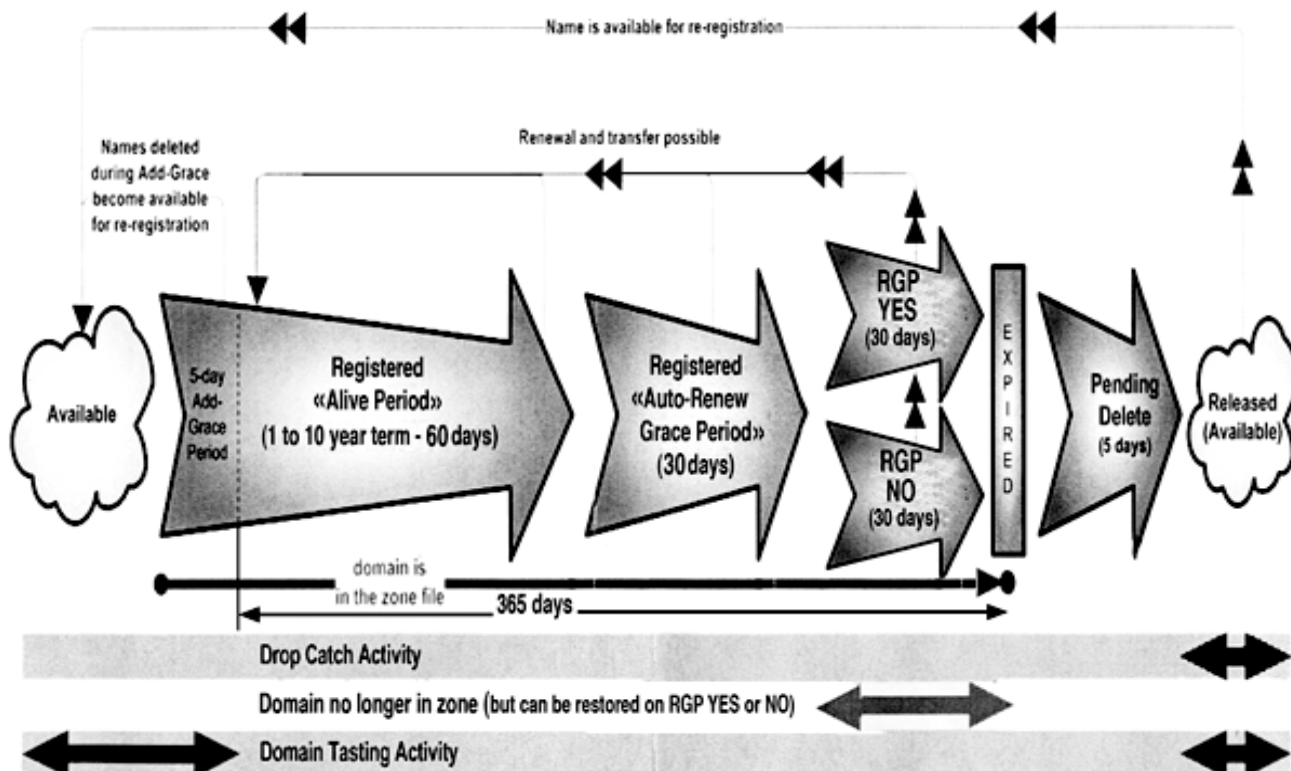 Name is available for re-registration
Names deleted
during Add-Grace
become available
for re-registration
Renewal and transfer possible
Available
5-day
Add-
Grace
Period
Registered
«Alive Period»
(1 to 10 year term - 60 days)
Registered
«Auto-Renew
Grace Period»
(30 days)
RGP
YES
(30 days)
RGP
NO
(30 days)
EXPIRED
Pending
Delete
(5 days)
Released
(Available)
domain is
in the zone file
365 days
Drop Catch Activity
Domain no longer in zone (but can be restored on RGP YES or NO)
Domain Tasting Activity